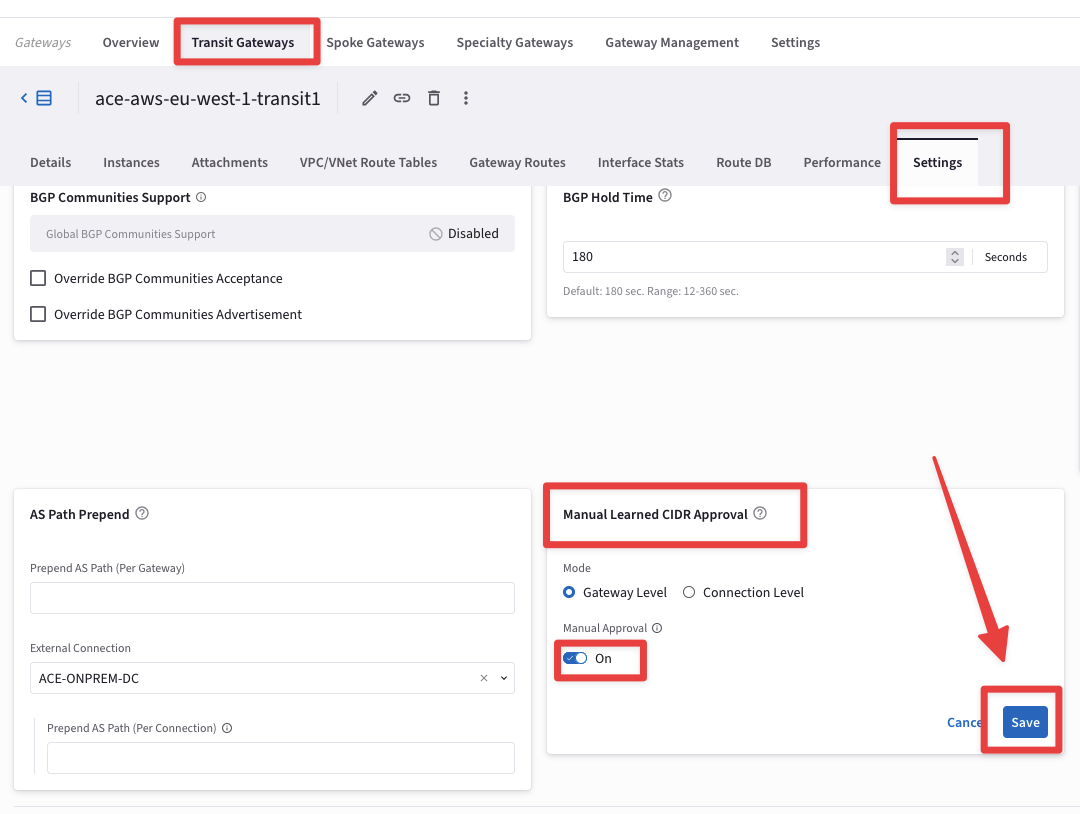 Gateways Overview Transit Gateways Spoke Gateways Specialty Gateways Gateway Management Settings
ace-aws-eu-west-1-transit1
Details Instances Attachments VPC/VNet Route Tables Gateway Routes Interface Stats Route DB Performance Settings
BGP Communities Support
Global BGP Communities Support Disabled
Override BGP Communities Acceptance
Override BGP Communities Advertisement
BGP Hold Time
180 Seconds
Default: 180 sec. Range: 12-360 sec.
AS Path Prepend
Prepend AS Path (Per Gateway)
External Connection
ACE-ONPREM-DC
Prepend AS Path (Per Connection)
Manual Learned CIDR Approval
Mode
Gateway Level Connection Level
Manual Approval
On
Cance Save